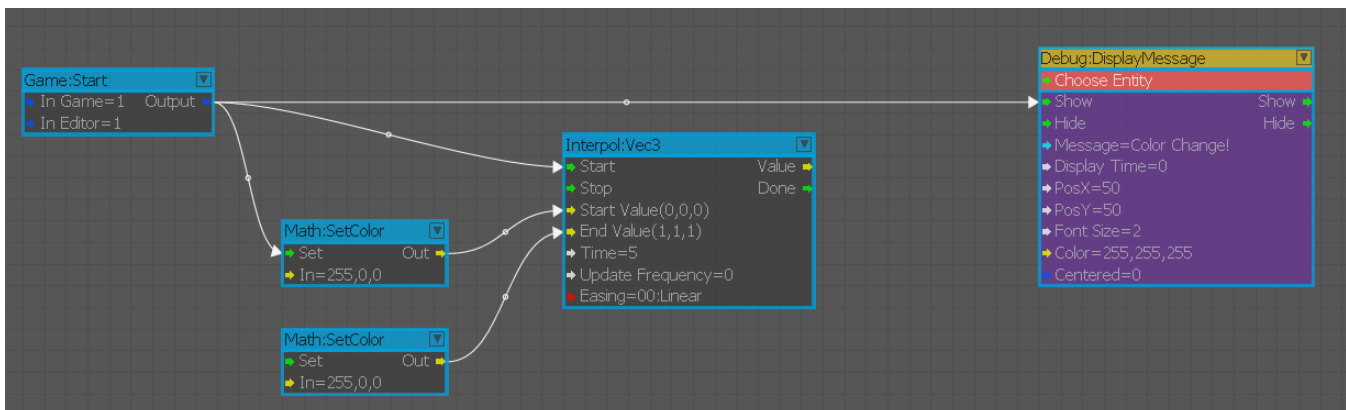 Game:Start
In Game=1 Output
In Editor=1
Math:SetColor
Set Out
In=255,0,0
Math:SetColor
Set Out
In=255,0,0
Interpol:Vec3
Start Value
Stop Done
Start Value(0,0,0)
End Value(1,1,1)
Time=5
Update Frequency=0
Easing=00:Linear
Debug:DisplayMessage
Choose Entity
Show Show
Hide Hide
Message=Color Change!
Display Time=0
PosX=50
PosY=50
Font Size=2
Color=255,255,255
Centered=0